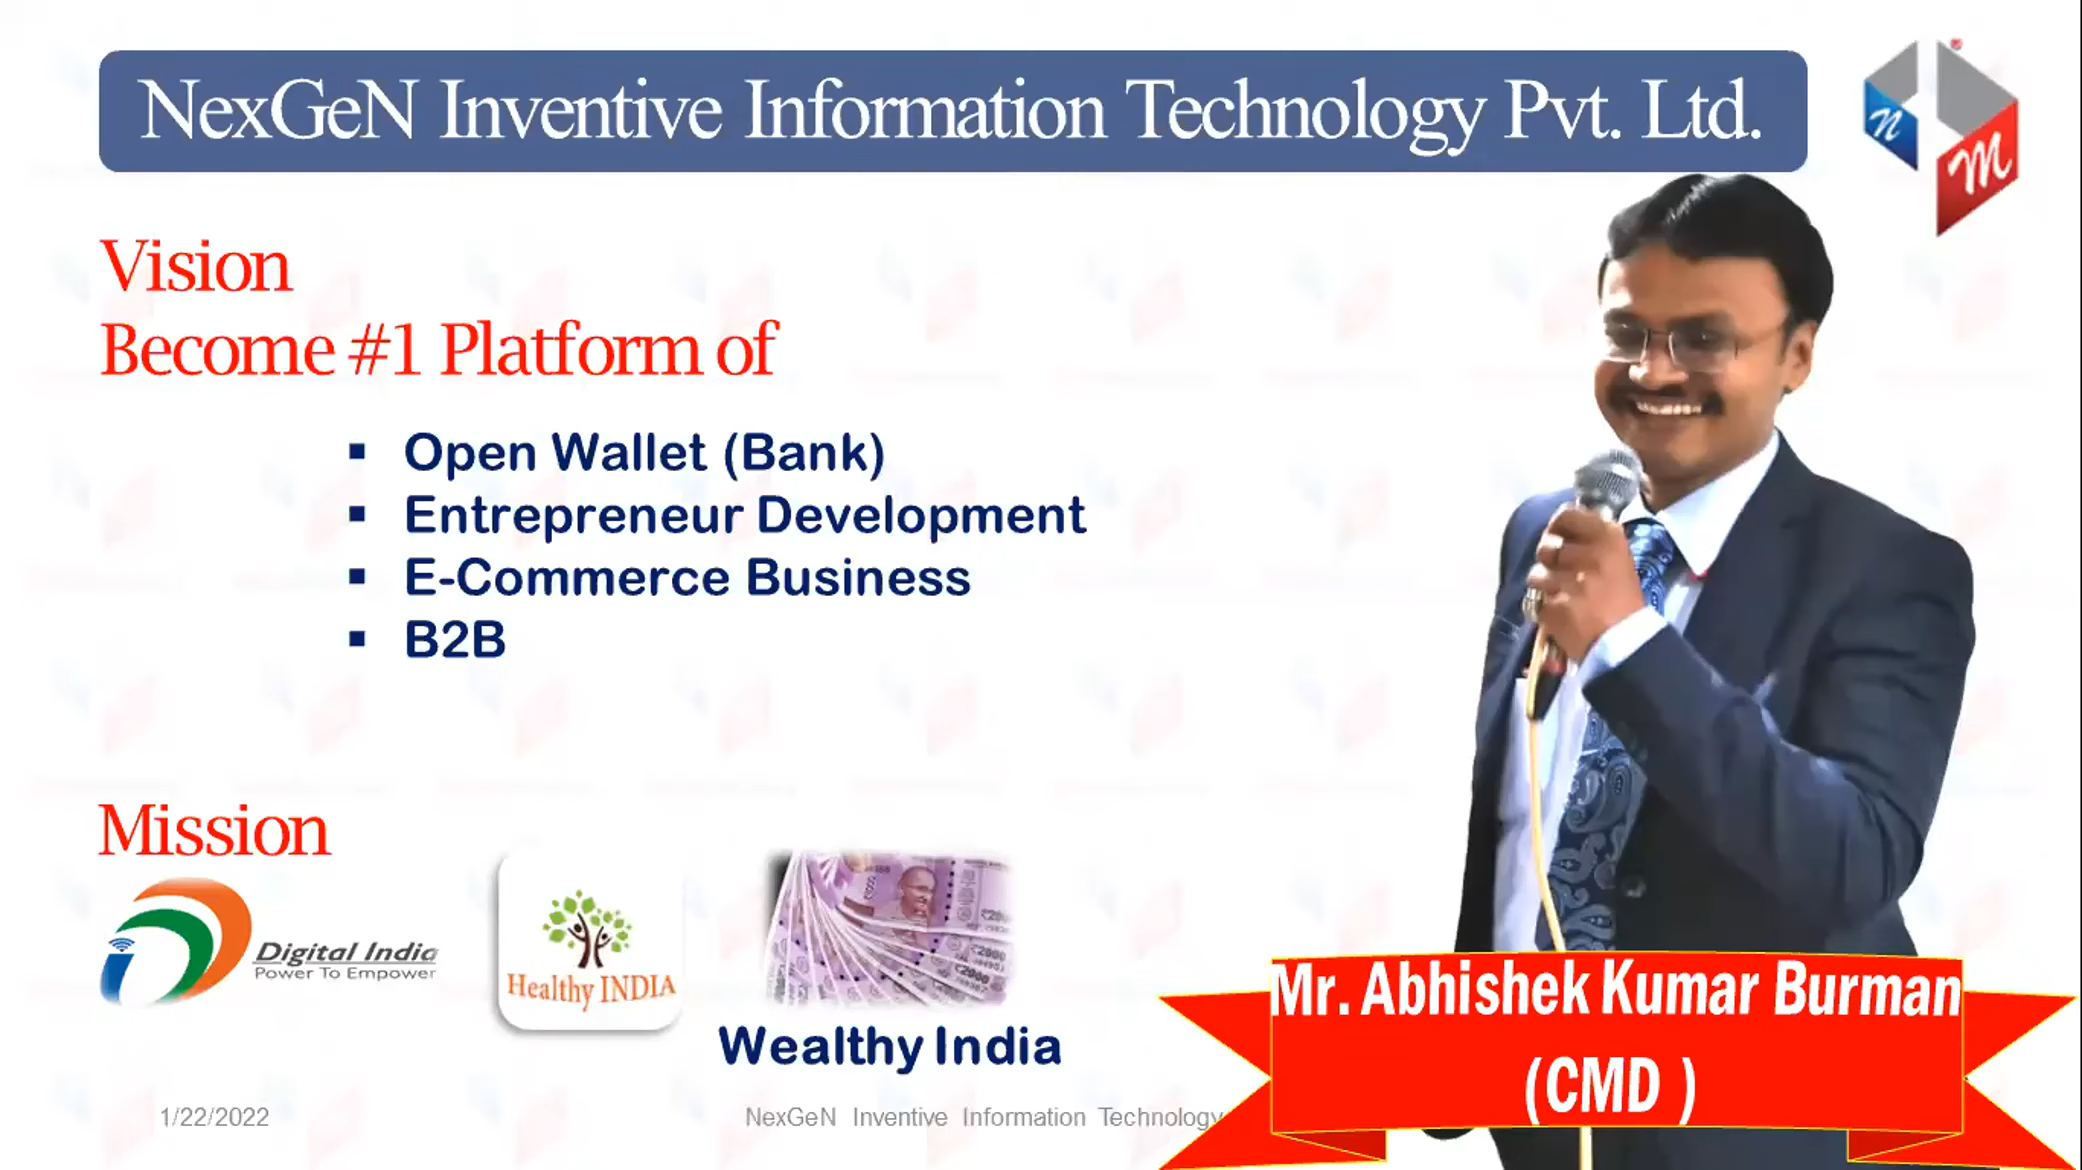 NexGeN Inventive Information Technology Pvt. Ltd.
n
m
Vision
Become #1 Platform of
▪ Open Wallet (Bank)
▪ Entrepreneur Development
▪ E-Commerce Business
▪ B2B
Mission
Digital India
Power To Empower
Healthy INDIA
Wealthy India
Mr. Abhishek Kumar Burman
(CMD )
1/22/2022
NexGeN Inventive Information Technology